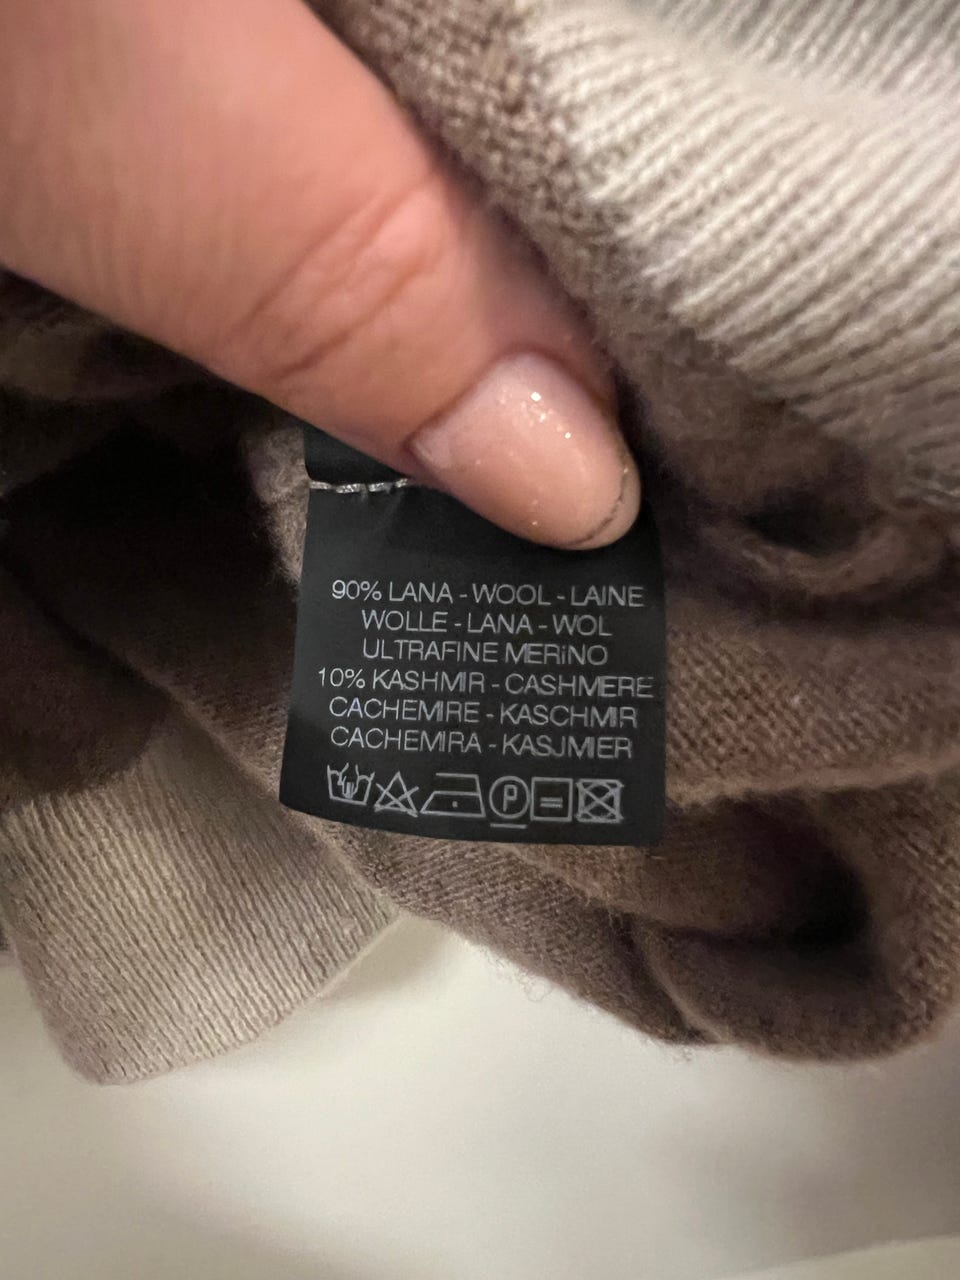 90% LANA - WOOL - LAINE
WOLLE - LANA - WOL
ULTRAFINE MERiNO
10% KASHMIR - CASHMERE
CACHEMIRE - KASCHMIR
CACHEMIRA - KASJMIER
P